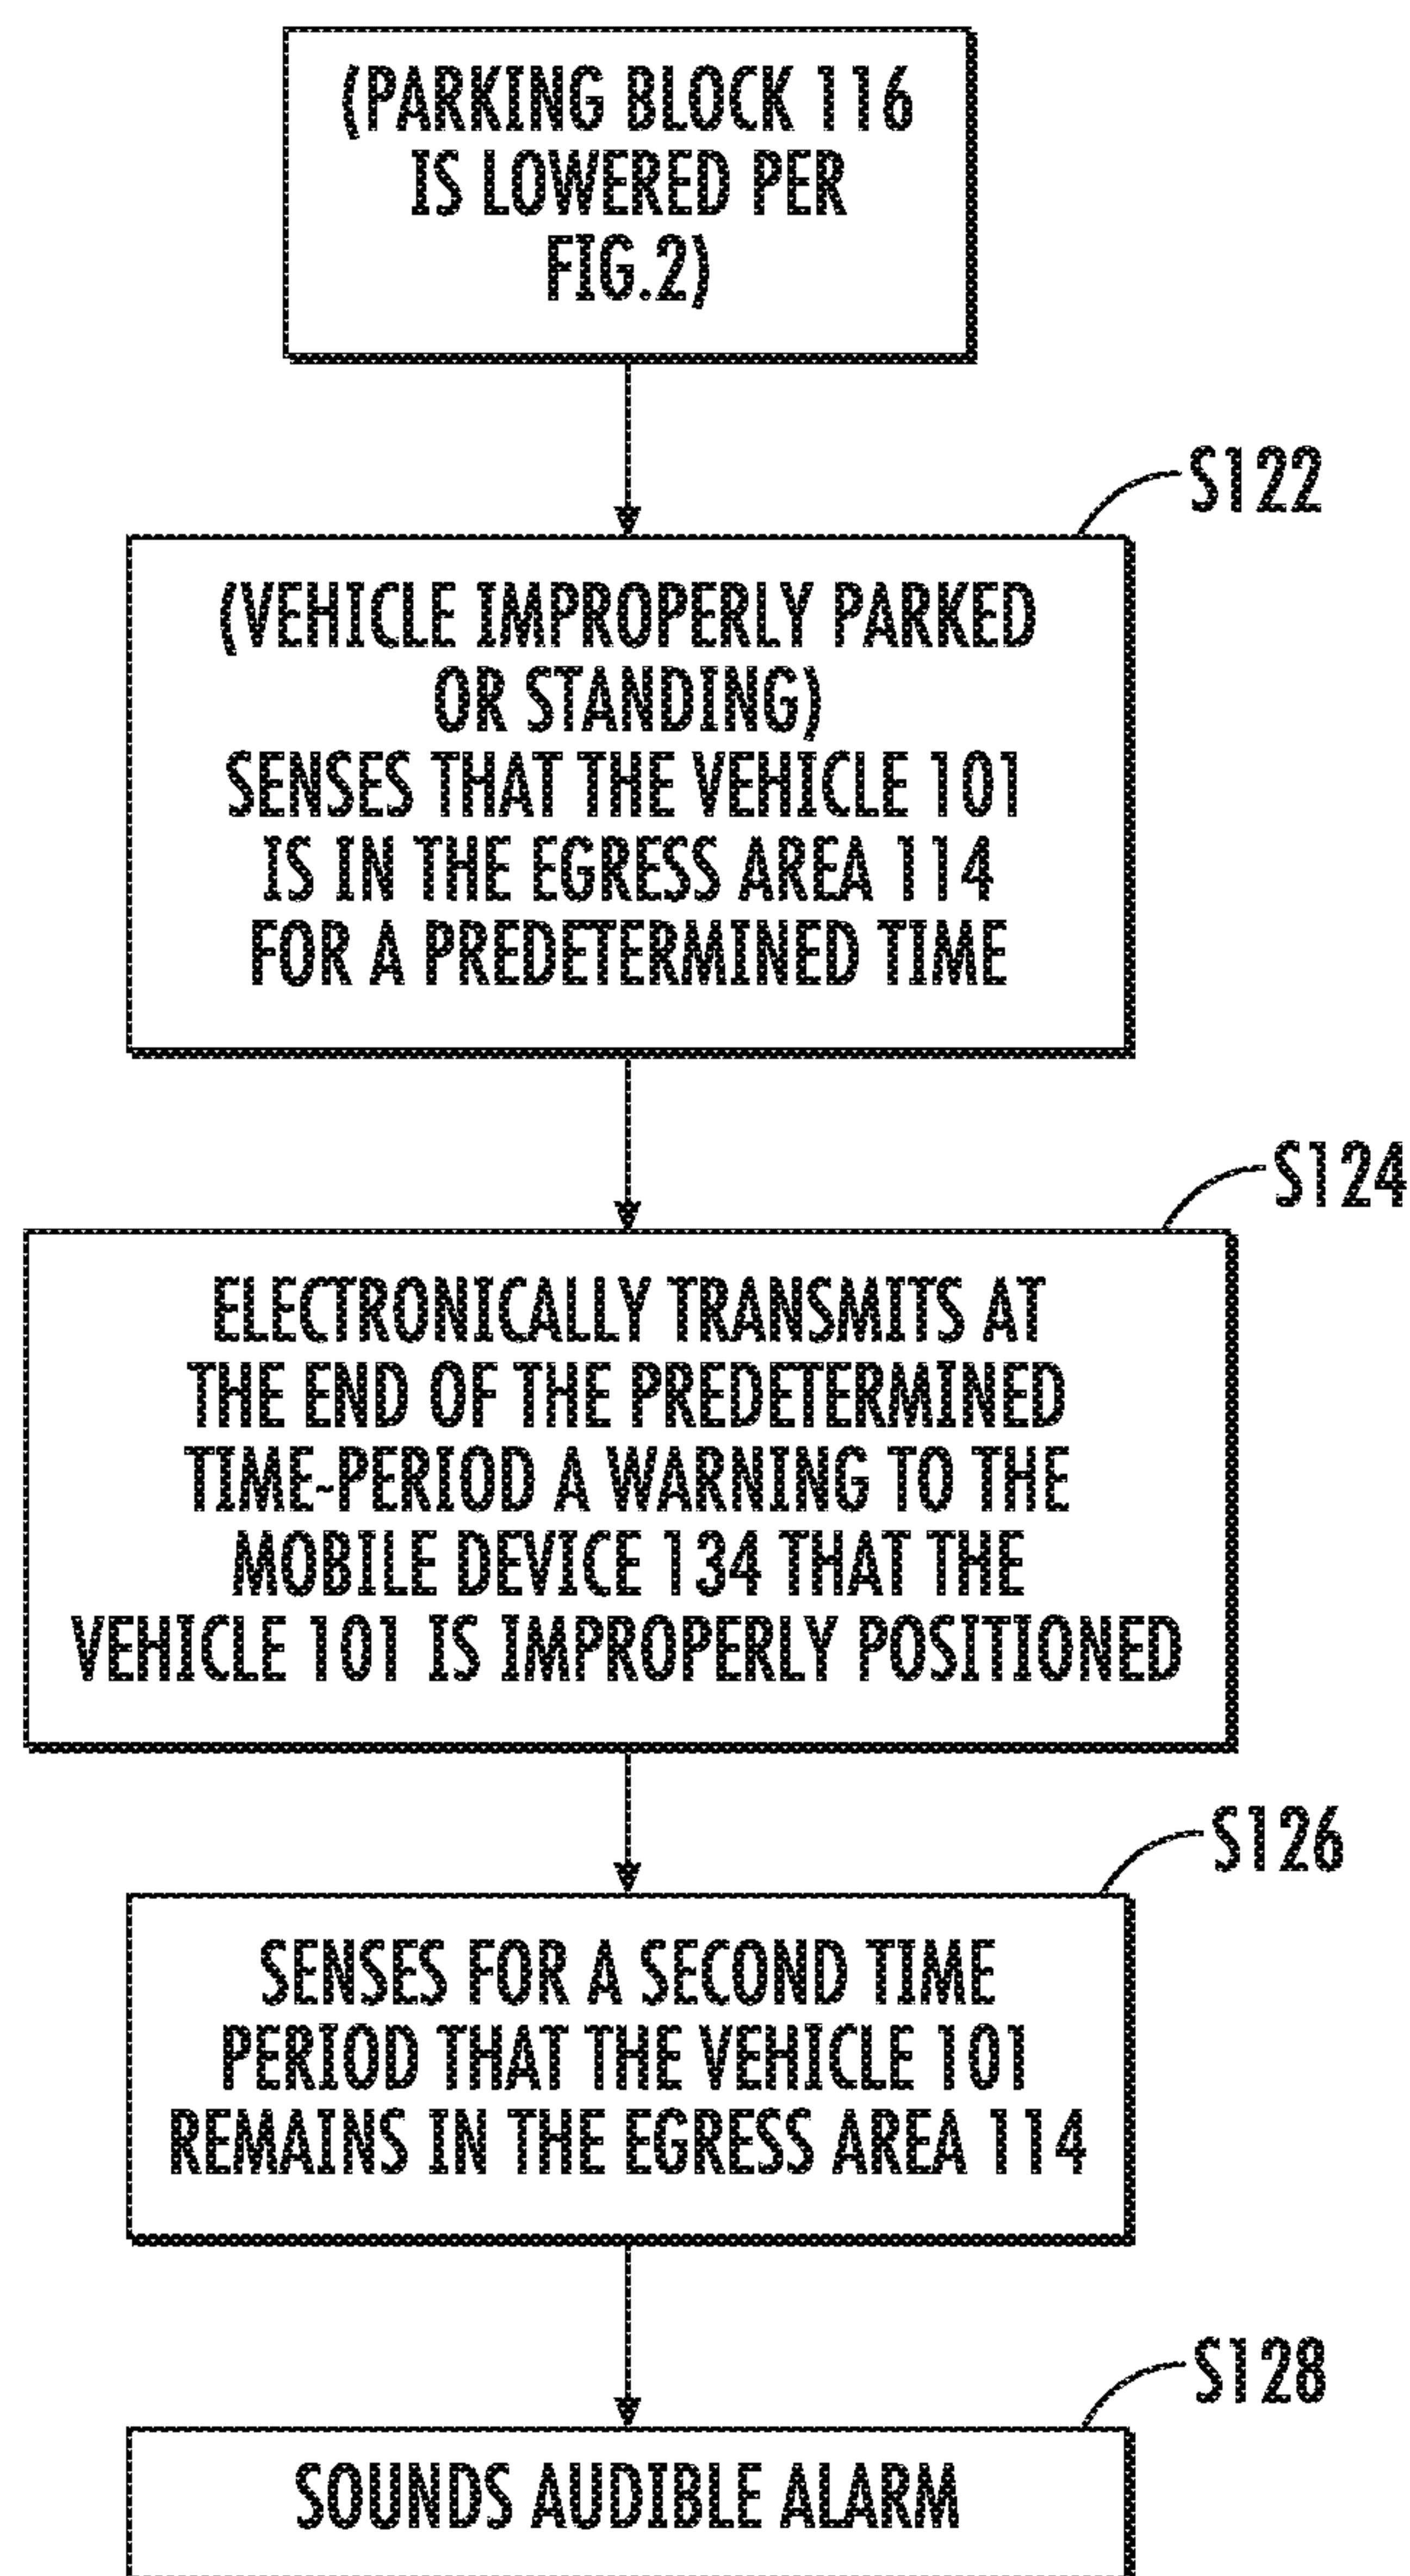 (PARKING BLOCK 116
IS LOWERED PER
FIG.2)
S122
(VEHICLE IMPROPERLY PARKED
OR STANDING)
SENSES THAT THE VEHICLE 101
IS IN THE EGRESS AREA 114
FOR A PREDETERMINED TIME
S124
ELECTRONICALLY TRANSMITS AT
THE END OF THE PREDETERMINED
TIME-PERIOD A WARNING TO THE
MOBILE DEVICE 134 THAT THE
VEHICLE 101 IS IMPROPERLY POSITIONED
S126
SENSES FOR A SECOND TIME
PERIOD THAT THE VEHICLE 101
REMAINS IN THE EGRESS AREA 114
S128
SOUNDS AUDIBLE ALARM